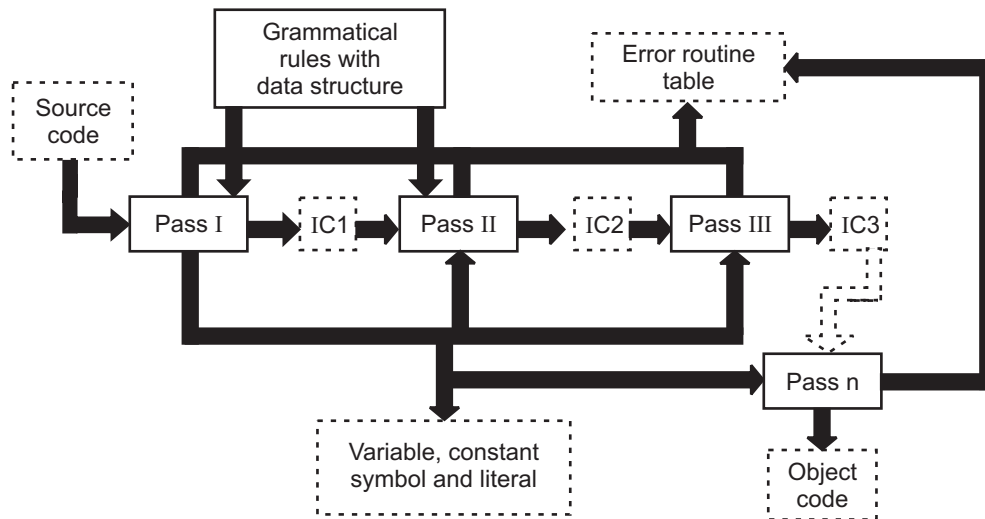 Grammatical
rules with
data structure
Error routine
table
Source
code
Pass I
IC1
Pass II
IC2
Pass III
IC3
Pass n
Variable, constant
symbol and literal
Object
code